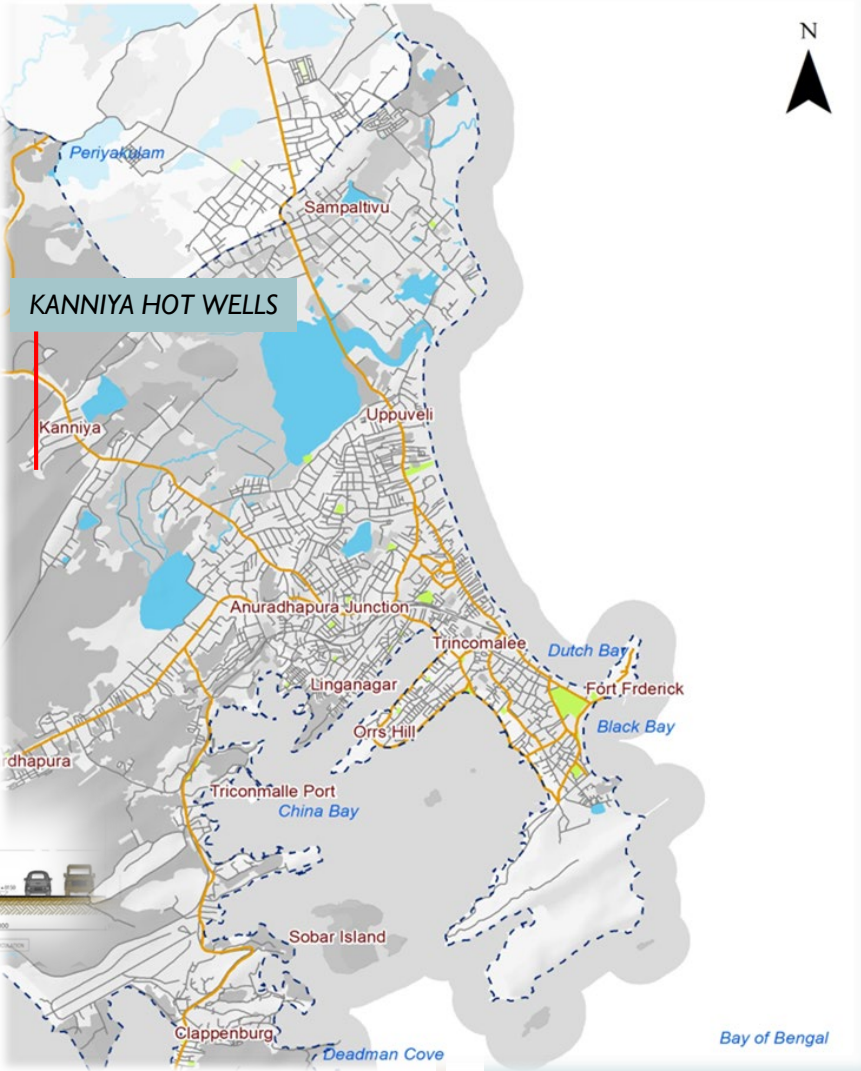 N
Periyakulam
Sampaltivu
KANNIYA HOT WELLS
Uppuveli
Kanniya
Anuradhapura Junction
Trincomalee
Dutch Bay
Linganagar
Fort Frderick
Orrs Hill
Black Bay
rdhapura
Triconmalle Port
China Bay
Sobar Island
Clappenburg
Bay of Bengal
Deadman Cove